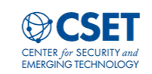 CSET
CENTER for SECURITY and
EMERGING TECHNOLOGY